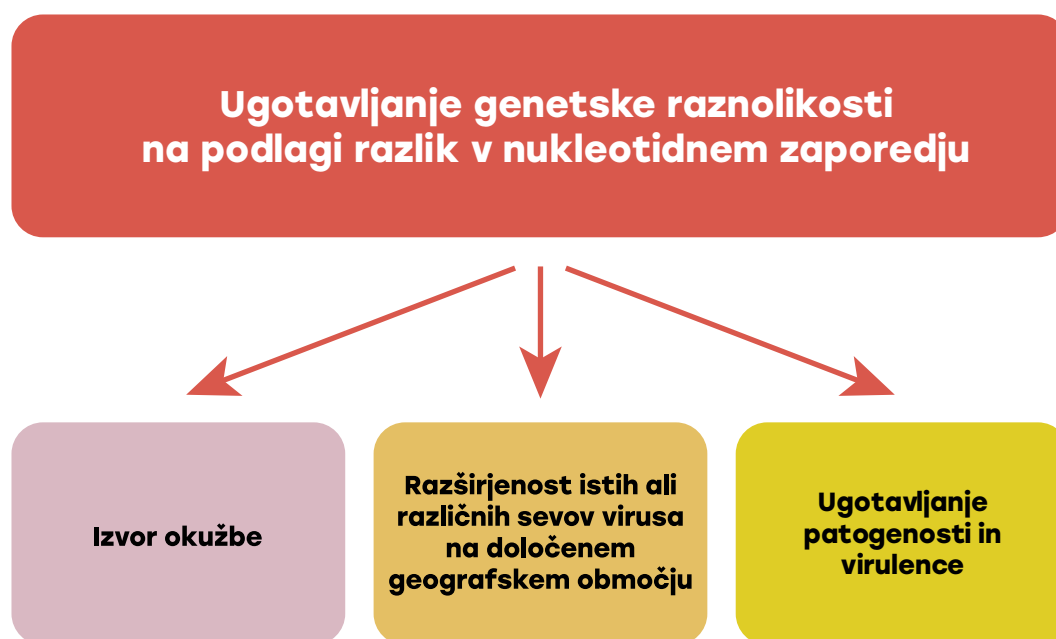 Ugotavljanje genetske raznolikosti
na podlagi razlik v nukleotidnem zaporedju
Izvor okužbe
Razširjenost istih ali
različnih sevov virusa
na določenem
geografskem območju
Ugotavljanje
patogenosti in
virulence